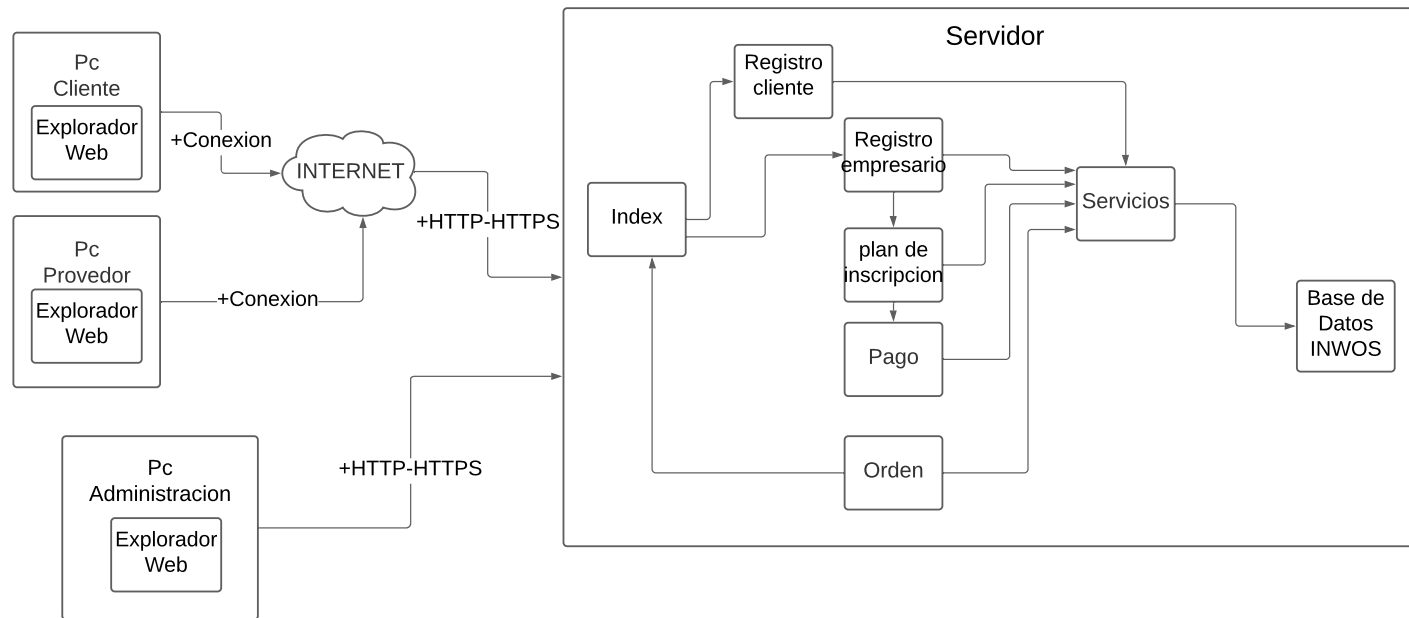 Pc
Cliente
Explorador
Web
+Conexion
INTERNET
+HTTP-HTTPS
Pc
Provedor
Explorador
Web
+Conexion
Pc
Administracion
Explorador
Web
+HTTP-HTTPS
Servidor
Registro
cliente
Registro
empresario
Index
plan de
inscripcion
Servicios
Pago
Orden
Base de
Datos
INWOS